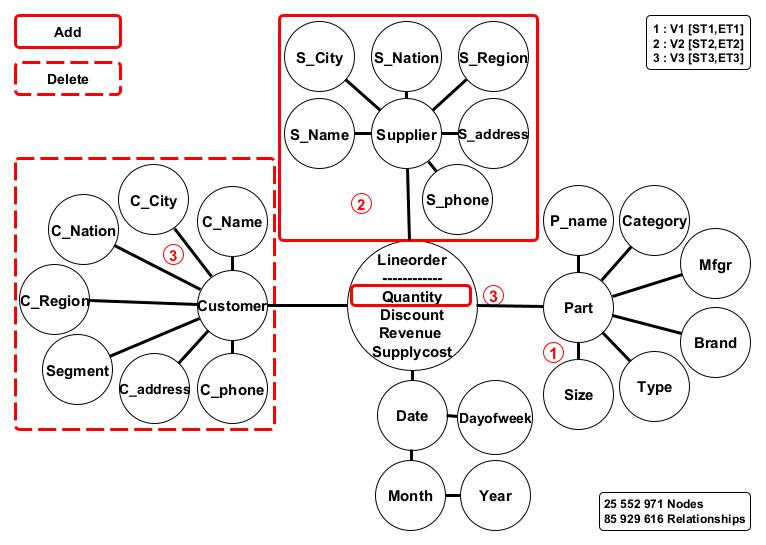 Add
Delete
1 : V1 [ST1,ET1]
2 : V2 [ST2,ET2]
3 : V3 [ST3,ET3]
S_City
S_Nation
S_Region
S_Name
Supplier
S_address
S_phone
2
C_City
C_Name
C_Nation
3
C_Region
Customer
Segment
C_address
C_phone
Lineorder
------------
Quantity
Discount
Revenue
Supplycost
3
P_name
Category
Mfgr
Part
Brand
1
Size
Type
Date
Dayofweek
Month
Year
25 552 971 Nodes
85 929 616 Relationships